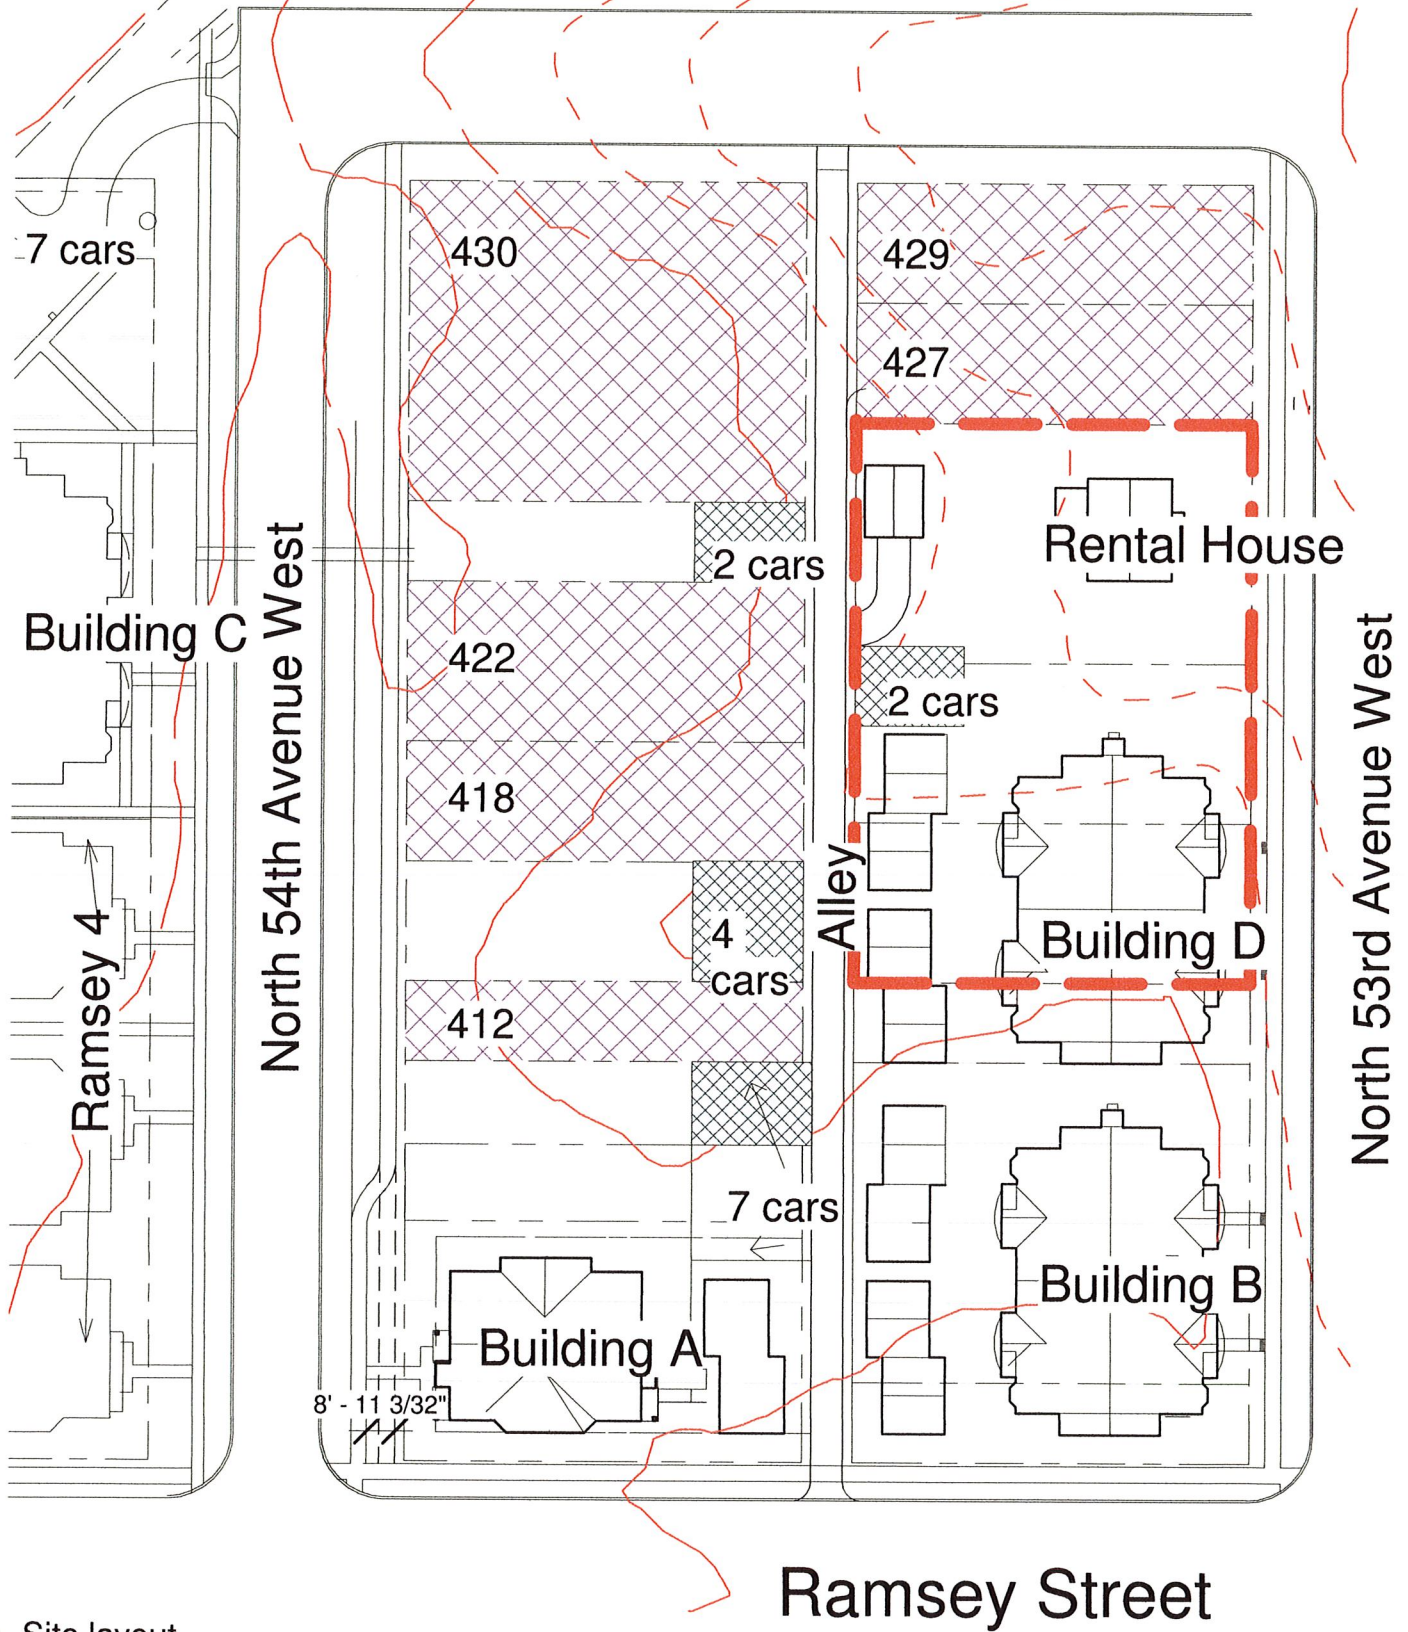 7 cars
430
429
427
2 cars
Rental House
Building C
North 54th Avenue West
422
2 cars
North 53rd Avenue West
418
Alley
Ramsey 4
4
cars
Building D
412
7 cars
Building B
Building A
8' - 11 3/32"
Ramsey Street
Site layout